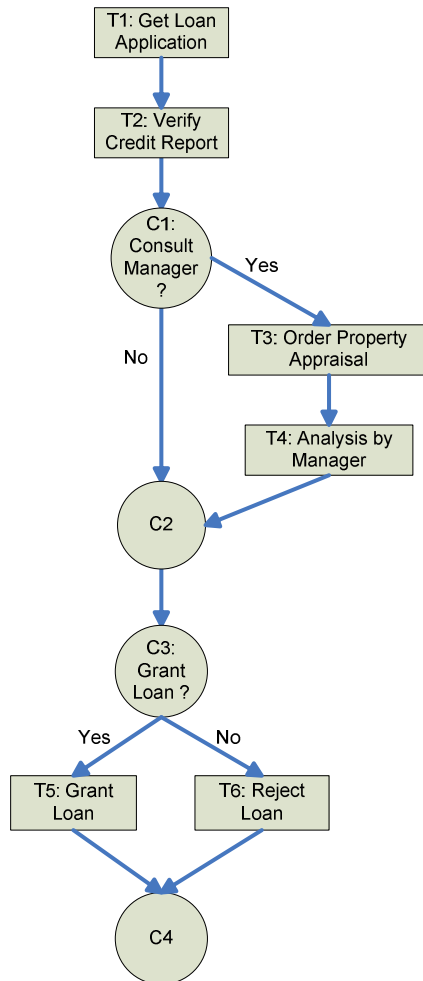 T1: Get Loan
Application
T2: Verify
Credit Report
C1:
Consult
Manager
?
Yes
No
T3: Order Property
Appraisal
T4: Analysis by
Manager
C2
C3:
Grant
Loan ?
Yes
No
T5: Grant
Loan
T6: Reject
Loan
C4